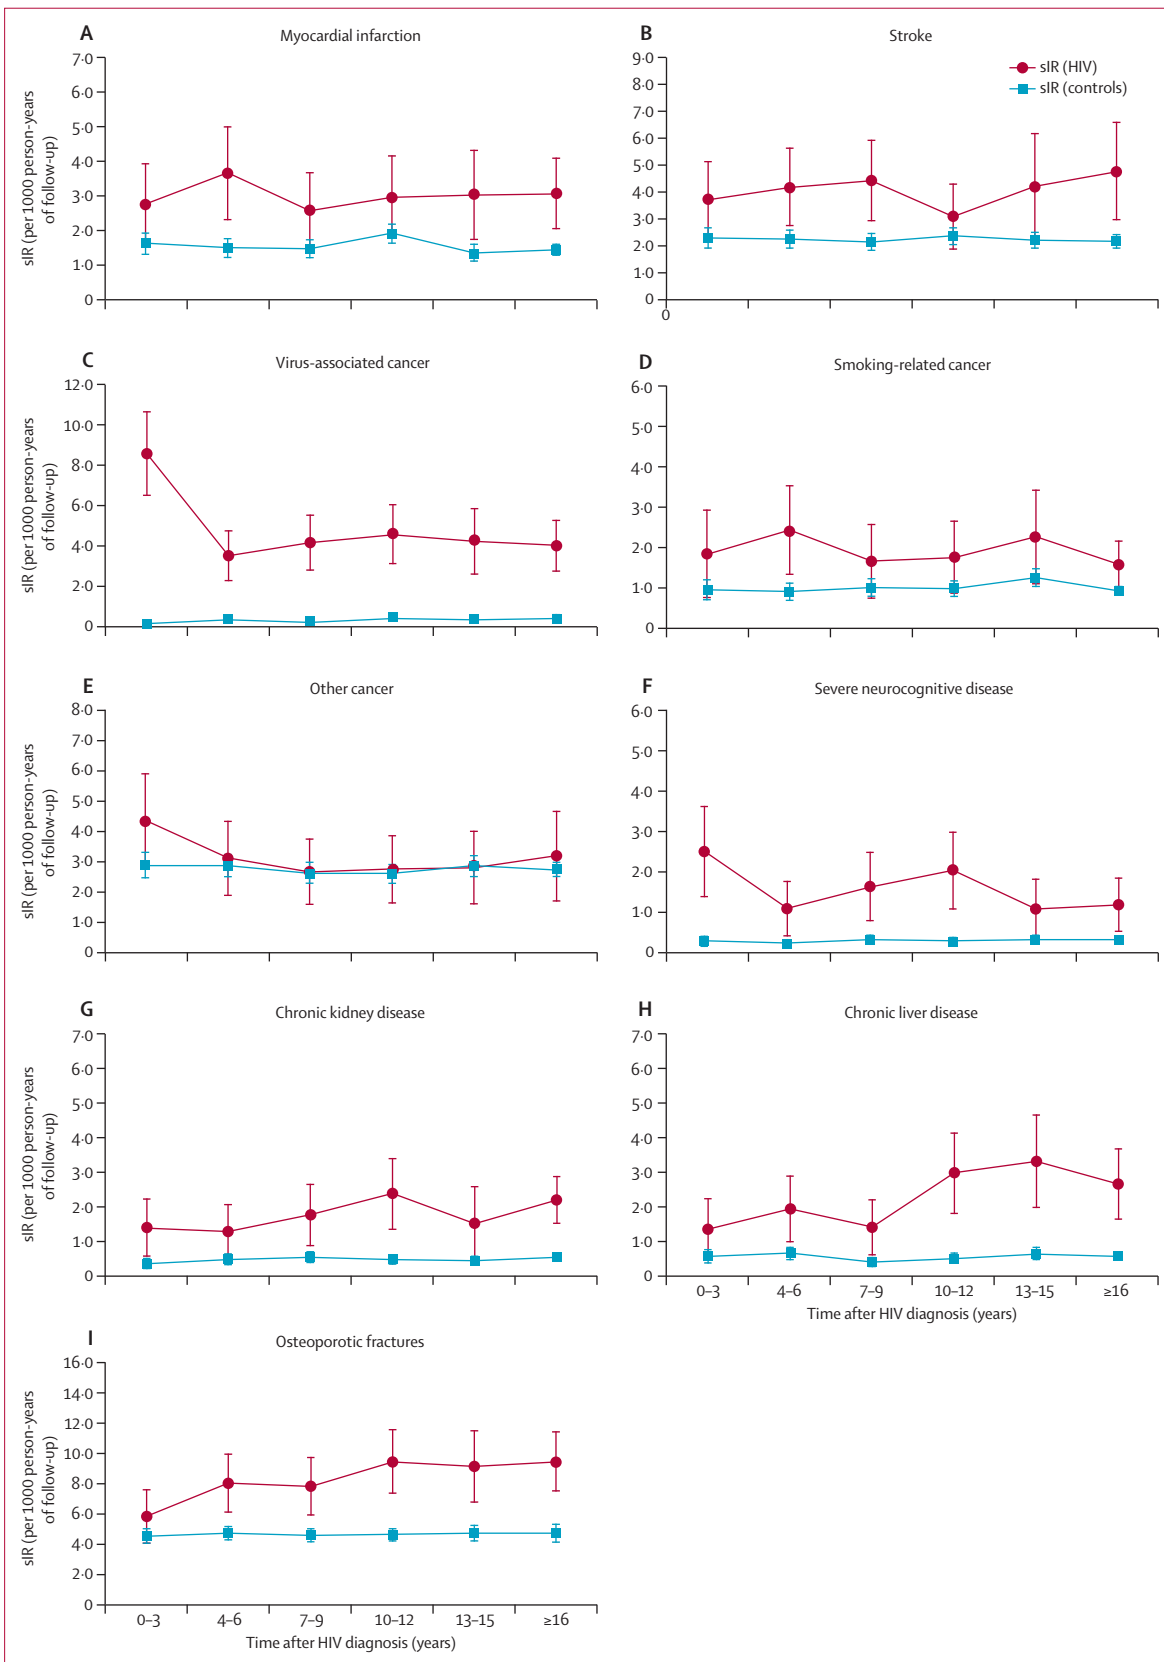 A
Myocardial infarction
7·0
6·0
5·0
4·0
3·0
2·0
1·0
0
sIR (per 1000 person-years
of follow-up)
B
Stroke
9·0
8·0
7·0
6·0
5·0
4·0
3·0
2·0
1·0
0
0
sIR (HIV)
sIR (controls)
C
Virus-associated cancer
12·0
10·0
8·0
6·0
4·0
2·0
0
sIR (per 1000 person-years
of follow-up)
D
Smoking-related cancer
6·0
5·0
4·0
3·0
2·0
1·0
0
E
Other cancer
8·0
7·0
6·0
5·0
4·0
3·0
2·0
1·0
0
sIR (per 1000 person-years
of follow-up)
F
Severe neurocognitive disease
6·0
5·0
4·0
3·0
2·0
1·0
0
G
Chronic kidney disease
7·0
6·0
5·0
4·0
3·0
2·0
1·0
0
sIR (per 1000 person-years
of follow-up)
H
Chronic liver disease
7·0
6·0
5·0
4·0
3·0
2·0
1·0
0
0–3 4–6 7–9 10–12 13–15 ≥16
Time after HIV diagnosis (years)
I
Osteoporotic fractures
16·0
14·0
12·0
10·0
8·0
6·0
4·0
2·0
0
sIR (per 1000 person-years
of follow-up)
0–3 4–6 7–9 10–12 13–15 ≥16
Time after HIV diagnosis (years)